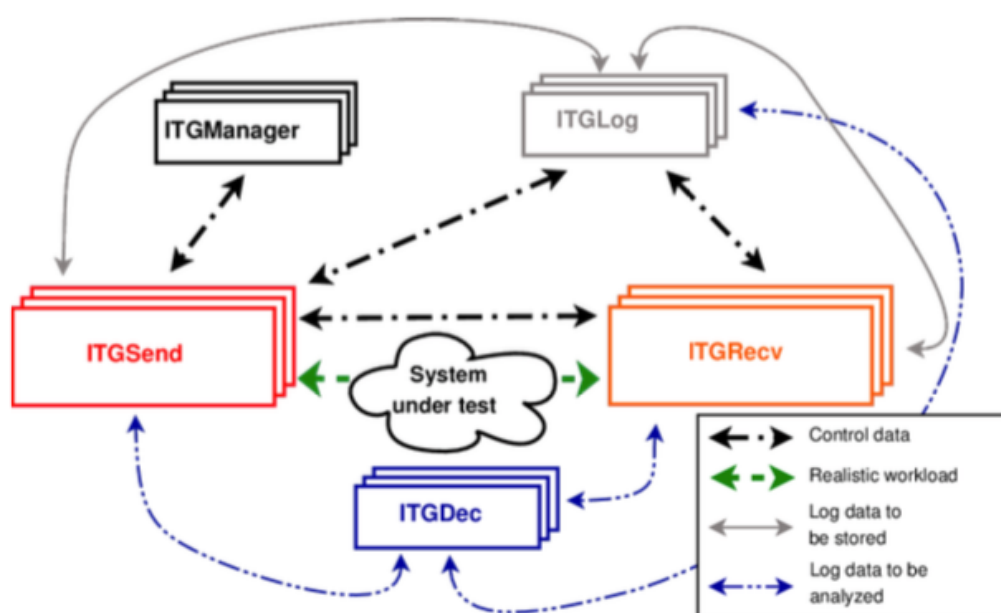 ITGManager
ITGLog
ITGSend
ITGRecv
System
under test
ITGDec
Control data
Realistic workload
Log data to
be stored
Log data to be
analyzed